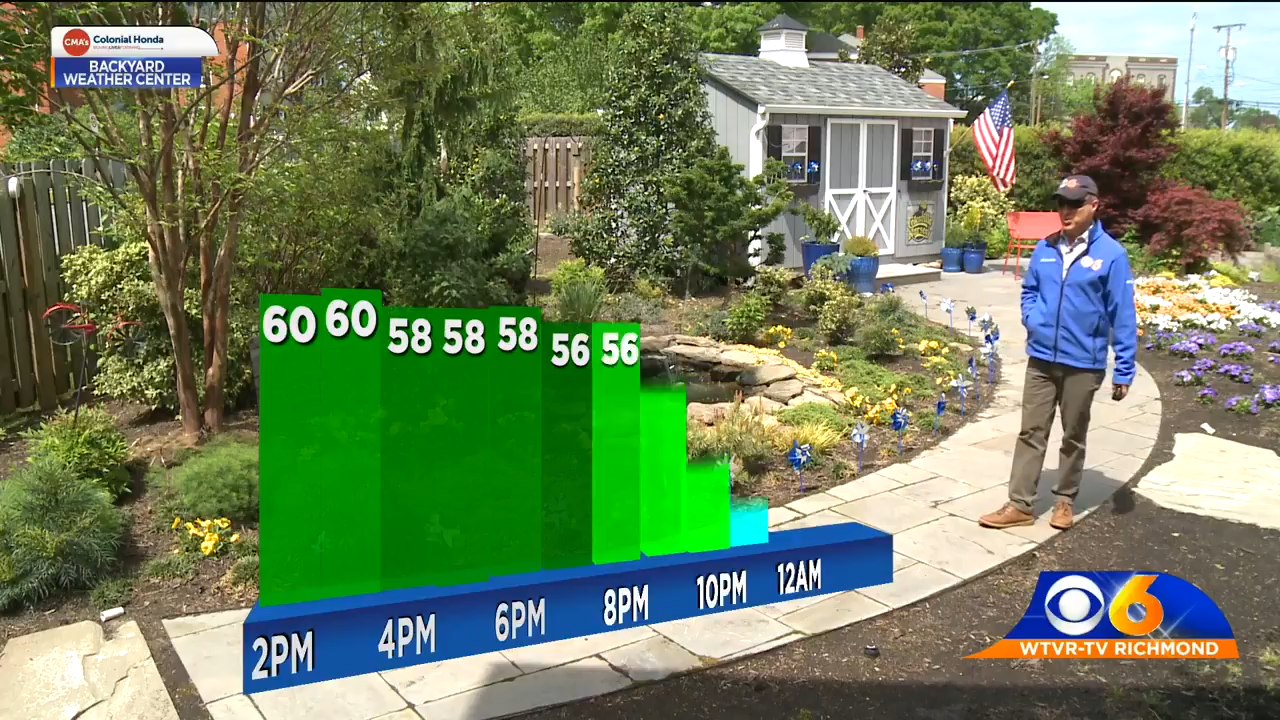 CMA's Colonial Honda
BACKYARD
WEATHER CENTER
60 60 58 58 58 56 56
2PM 4PM 6PM 8PM 10PM 12AM
6
WTVR-TV RICHMOND